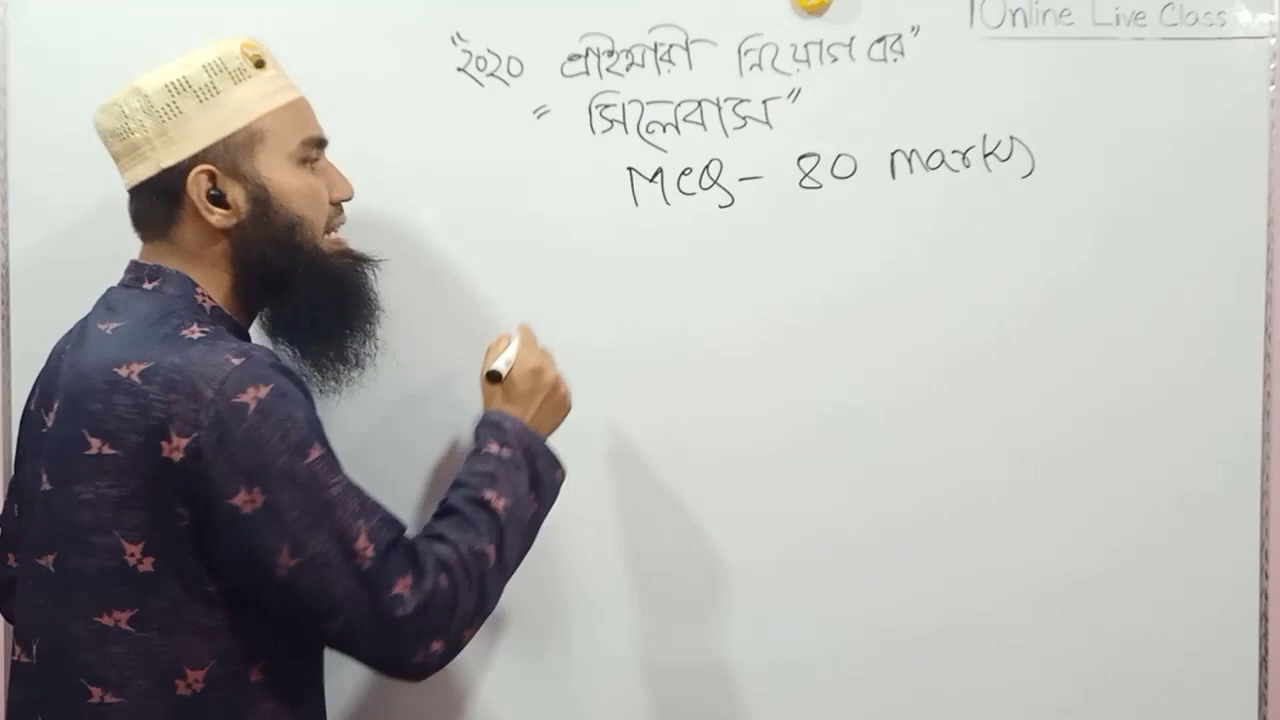 Online Live Class
"২০২০ প্রাইমারী নিয়োগ এর"
= সিলেবাস"
MCQ- 80 marks